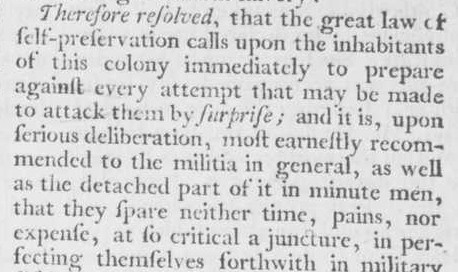 Therefore reſolved, that the great law of
ſelf-preſervation calls upon the inhabitants
of this colony immediately to prepare
againſt every attempt that may be made
to attack them by ſurpriſe; and it is, upon
ſerious deliberation, moſt earneſtly recom-
mended to the militia in general, as well
as the detached part of it in minute men,
that they ſpare neither time, pains, nor
expenſe, at ſo critical a juncture, in per-
fecting themſelves forthwith in military